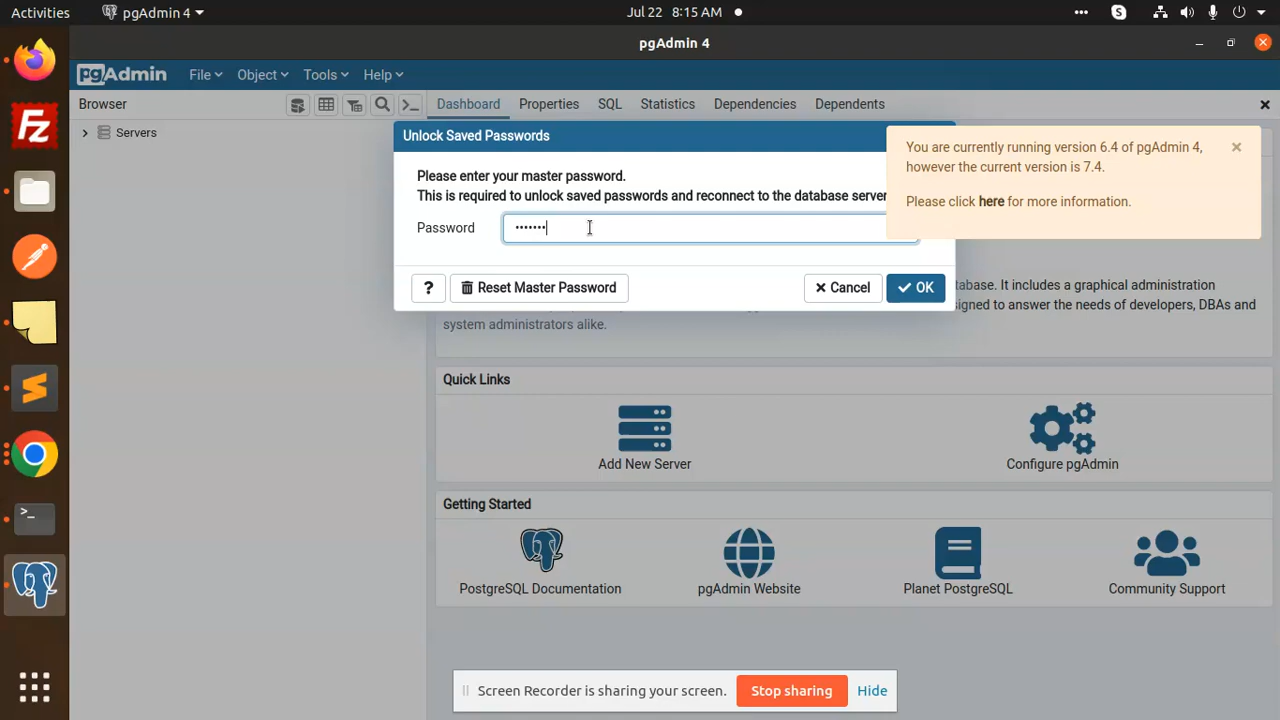 Activities
pgAdmin 4
Jul 22 8:15 AM
pgAdmin 4
pgAdmin
File
Object
Tools
Help
Browser
Dashboard
Properties
SQL
Statistics
Dependencies
Dependents
Servers
Unlock Saved Passwords
Please enter your master password.
This is required to unlock saved passwords and reconnect to the database server
Password
•••••••
?
Reset Master Password
Cancel
OK
You are currently running version 6.4 of pgAdmin 4,
however the current version is 7.4.
Please click here for more information.
It includes a graphical administration
signed to answer the needs of developers, DBAs and
system administrators alike.
Quick Links
Add New Server
Configure pgAdmin
Getting Started
PostgreSQL Documentation
pgAdmin Website
Planet PostgreSQL
Community Support
Screen Recorder is sharing your screen.
Stop sharing
Hide